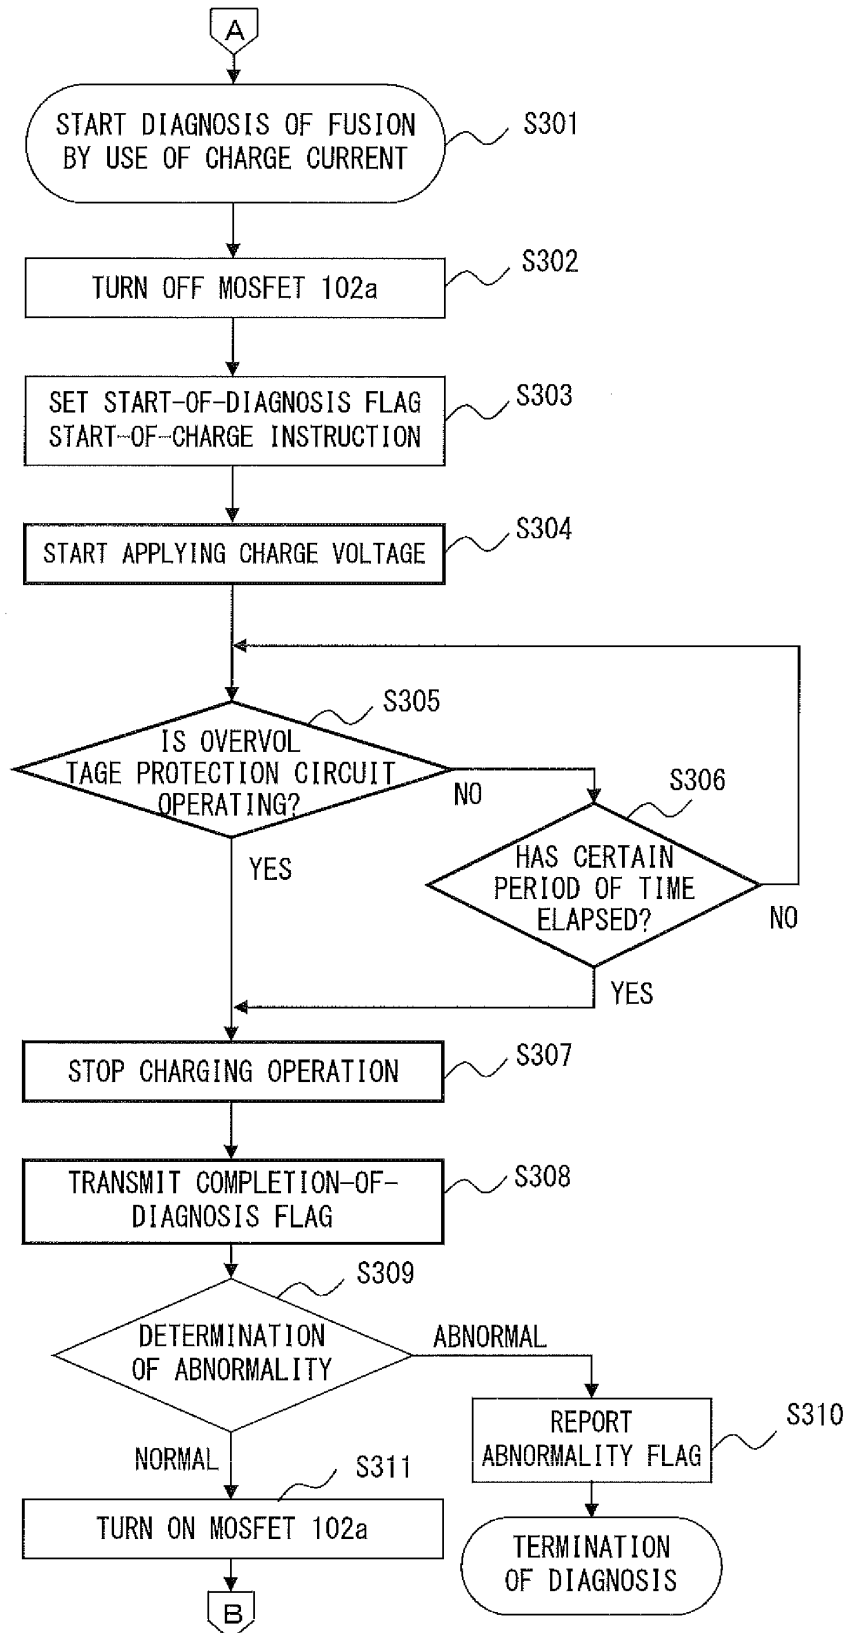 A
START DIAGNOSIS OF FUSION
BY USE OF CHARGE CURRENT
S301
TURN OFF MOSFET 102a
S302
SET START-OF-DIAGNOSIS FLAG
START-OF-CHARGE INSTRUCTION
S303
START APPLYING CHARGE VOLTAGE
S304
IS OVERVOL
TAGE PROTECTION CIRCUIT
OPERATING?
S305
NO
YES
HAS CERTAIN
PERIOD OF TIME
ELAPSED?
S306
NO
YES
STOP CHARGING OPERATION
S307
TRANSMIT COMPLETION-OF-
DIAGNOSIS FLAG
S308
DETERMINATION
OF ABNORMALITY
S309
ABNORMAL
NORMAL
REPORT
ABNORMALITY FLAG
S310
TURN ON MOSFET 102a
S311
TERMINATION
OF DIAGNOSIS
B